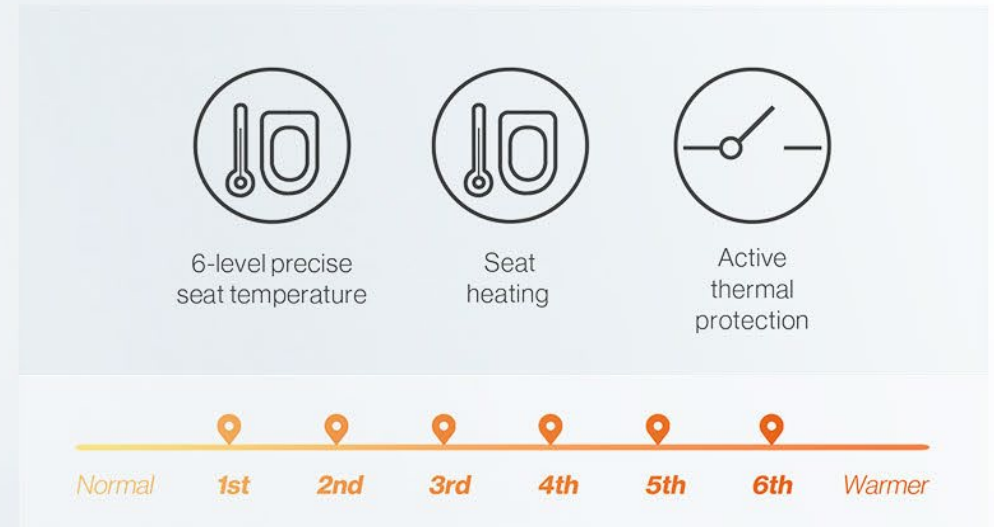 6-level precise
seat temperature
Seat
heating
Active
thermal
protection
Normal 1st 2nd 3rd 4th 5th 6th Warmer